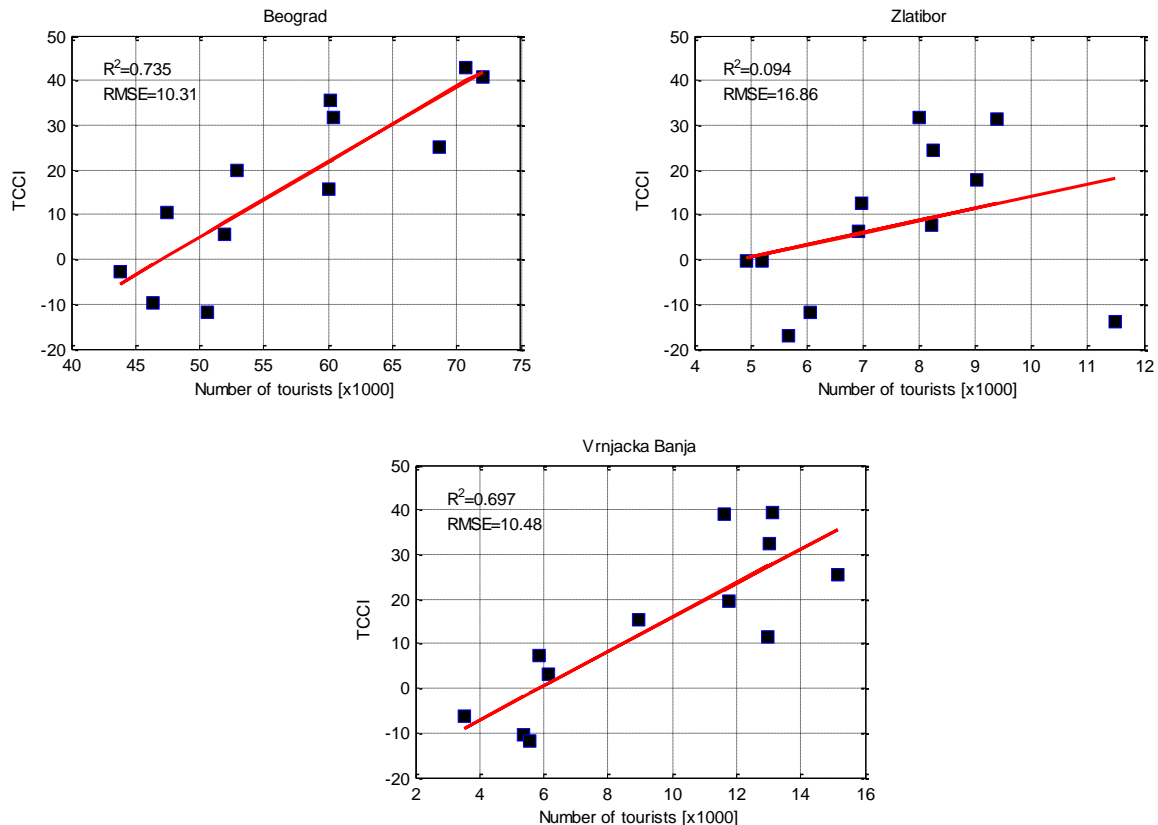 Beograd
R²=0.735
RMSE=10.31
TCCI
50
40
30
20
10
0
-10
-20
40 45 50 55 60 65 70 75
Number of tourists [x1000]
Zlatibor
R²=0.094
RMSE=16.86
TCCI
50
40
30
20
10
0
-10
-20
4 5 6 7 8 9 10 11 12
Number of tourists [x1000]
Vrnjacka Banja
R²=0.697
RMSE=10.48
TCCI
50
40
30
20
10
0
-10
-20
2 4 6 8 10 12 14 16
Number of tourists [x1000]